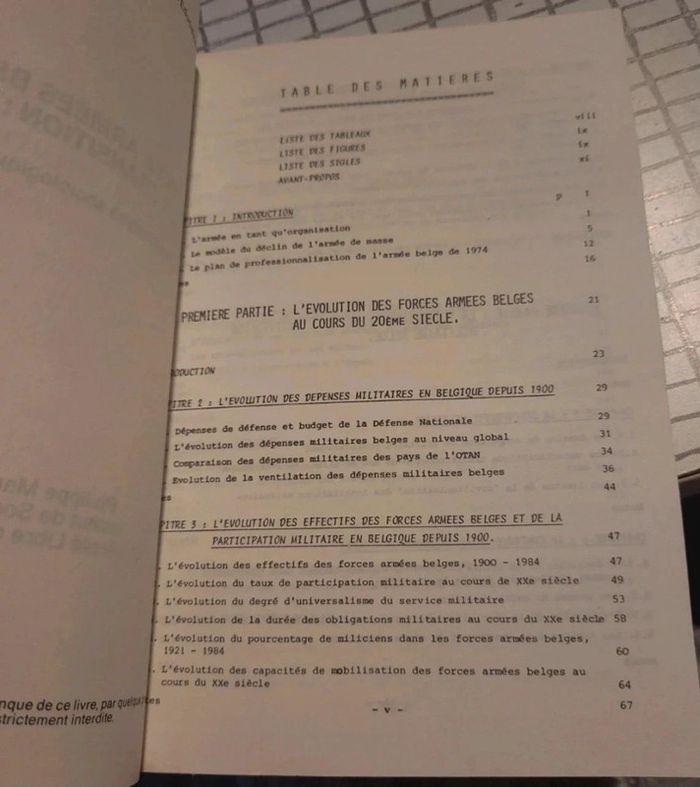 TABLE DES MATIERES
LISTE DES TABLEAUX viii
LISTE DES FIGURES ix
LISTE DES SIGLES ix
AVANT-PROPOS xi
PITRE 1 : INTRODUCTION p 1
. L'armée en tant qu'organisation 1
. Le modèle du déclin de l'armée de masse 5
. Le plan de professionnalisation de l'armée belge de 1974 12
es 16
PREMIERE PARTIE : L'EVOLUTION DES FORCES ARMEES BELGES
AU COURS DU 20EME SIECLE. 21
ODUCTION 23
ITRE 2 : L'EVOLUTION DES DEPENSES MILITAIRES EN BELGIQUE DEPUIS 1900 29
. Dépenses de défense et budget de la Défense Nationale 29
. L'évolution des dépenses militaires belges au niveau global 31
. Comparaison des dépenses militaires des pays de l'OTAN 34
. Evolution de la ventilation des dépenses militaires belges 36
es 44
PITRE 3 : L'EVOLUTION DES EFFECTIFS DES FORCES ARMEES BELGES ET DE LA
PARTICIPATION MILITAIRE EN BELGIQUE DEPUIS 1900. 47
. L'évolution des effectifs des forces armées belges, 1900 - 1984 47
. L'évolution du taux de participation militaire au cours de XXe siècle 49
. L'évolution du degré d'universalisme du service militaire 53
. L'évolution de la durée des obligations militaires au cours du XXe siècle 58
. L'évolution du pourcentage de miliciens dans les forces armées belges,
1921 - 1984 60
. L'évolution des capacités de mobilisation des forces armées belges au
cours du XXe siècle 64
es 67
- v -
nque de ce livre, par quelque
strictement interdite.